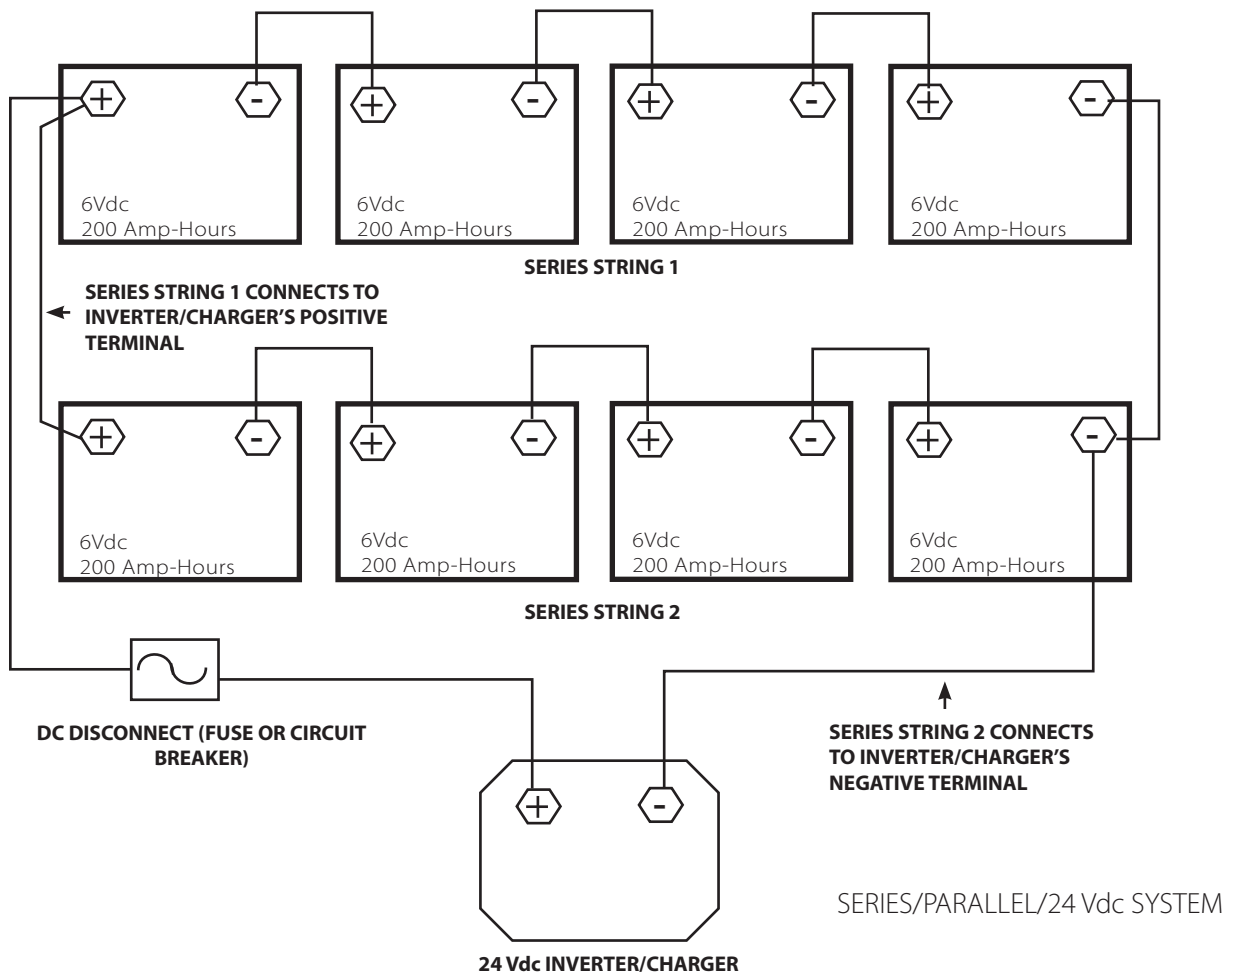 + - + - + - + -
6Vdc 6Vdc 6Vdc 6Vdc
200 Amp-Hours 200 Amp-Hours 200 Amp-Hours 200 Amp-Hours
SERIES STRING 1
SERIES STRING 1 CONNECTS TO
INVERTER/CHARGER'S POSITIVE
TERMINAL
+ - + - + - + -
6Vdc 6Vdc 6Vdc 6Vdc
200 Amp-Hours 200 Amp-Hours 200 Amp-Hours 200 Amp-Hours
SERIES STRING 2
DC DISCONNECT (FUSE OR CIRCUIT
BREAKER)
SERIES STRING 2 CONNECTS
TO INVERTER/CHARGER'S
NEGATIVE TERMINAL
+ -
SERIES/PARALLEL/24 Vdc SYSTEM
24 Vdc INVERTER/CHARGER